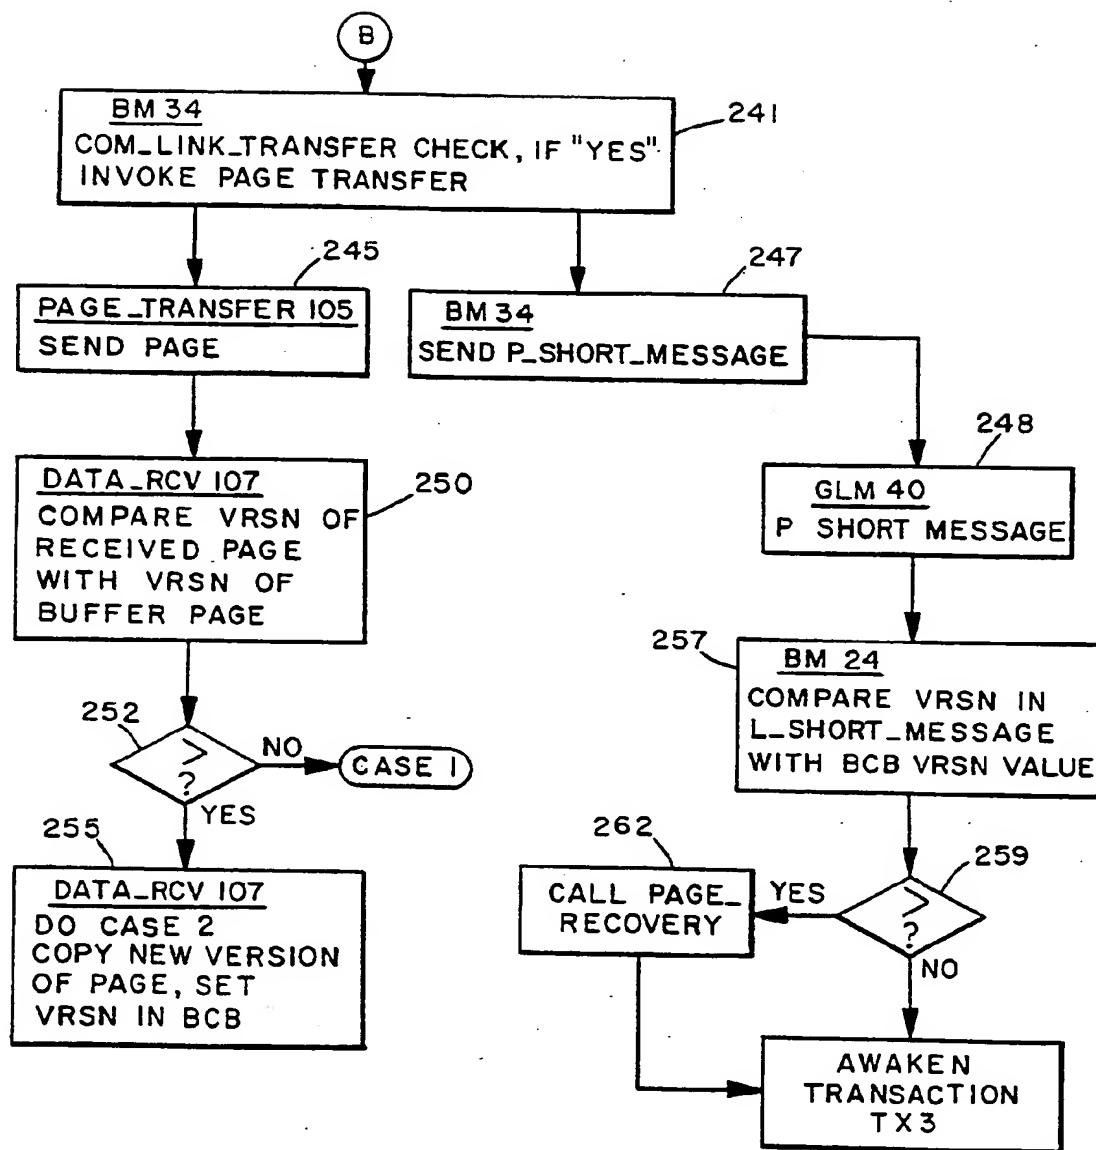 B
BM 34
COM_LINK_TRANSFER CHECK, IF "YES"
INVOKE PAGE TRANSFER
241
245
PAGE_TRANSFER 105
SEND PAGE
247
BM 34
SEND P_SHORT_MESSAGE
248
GLM 40
P SHORT MESSAGE
250
DATA_RCV 107
COMPARE VRSN OF
RECEIVED PAGE
WITH VRSN OF
BUFFER PAGE
257
BM 24
COMPARE VRSN IN
L_SHORT_MESSAGE
WITH BCB VRSN VALUE
252
>
?
NO
CASE 1
YES
255
DATA_RCV 107
DO CASE 2
COPY NEW VERSION
OF PAGE, SET
VRSN IN BCB
262
CALL PAGE_
RECOVERY
YES
259
>
?
NO
AWAKEN
TRANSACTION
TX3